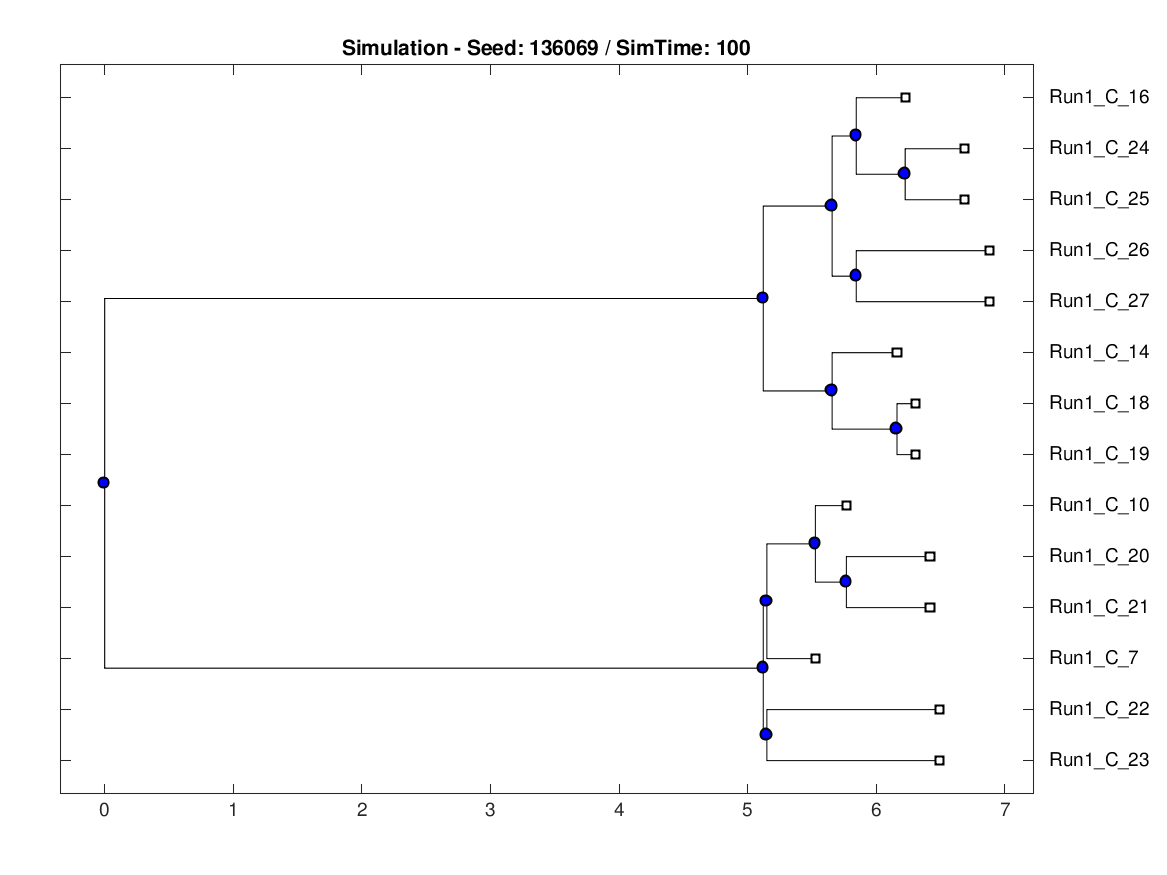 Simulation - Seed: 136069 / SimTime: 100
Run1_C_16
Run1_C_24
Run1_C_25
Run1_C_26
Run1_C_27
Run1_C_14
Run1_C_18
Run1_C_19
Run1_C_10
Run1_C_20
Run1_C_21
Run1_C_7
Run1_C_22
Run1_C_23
0 1 2 3 4 5 6 7